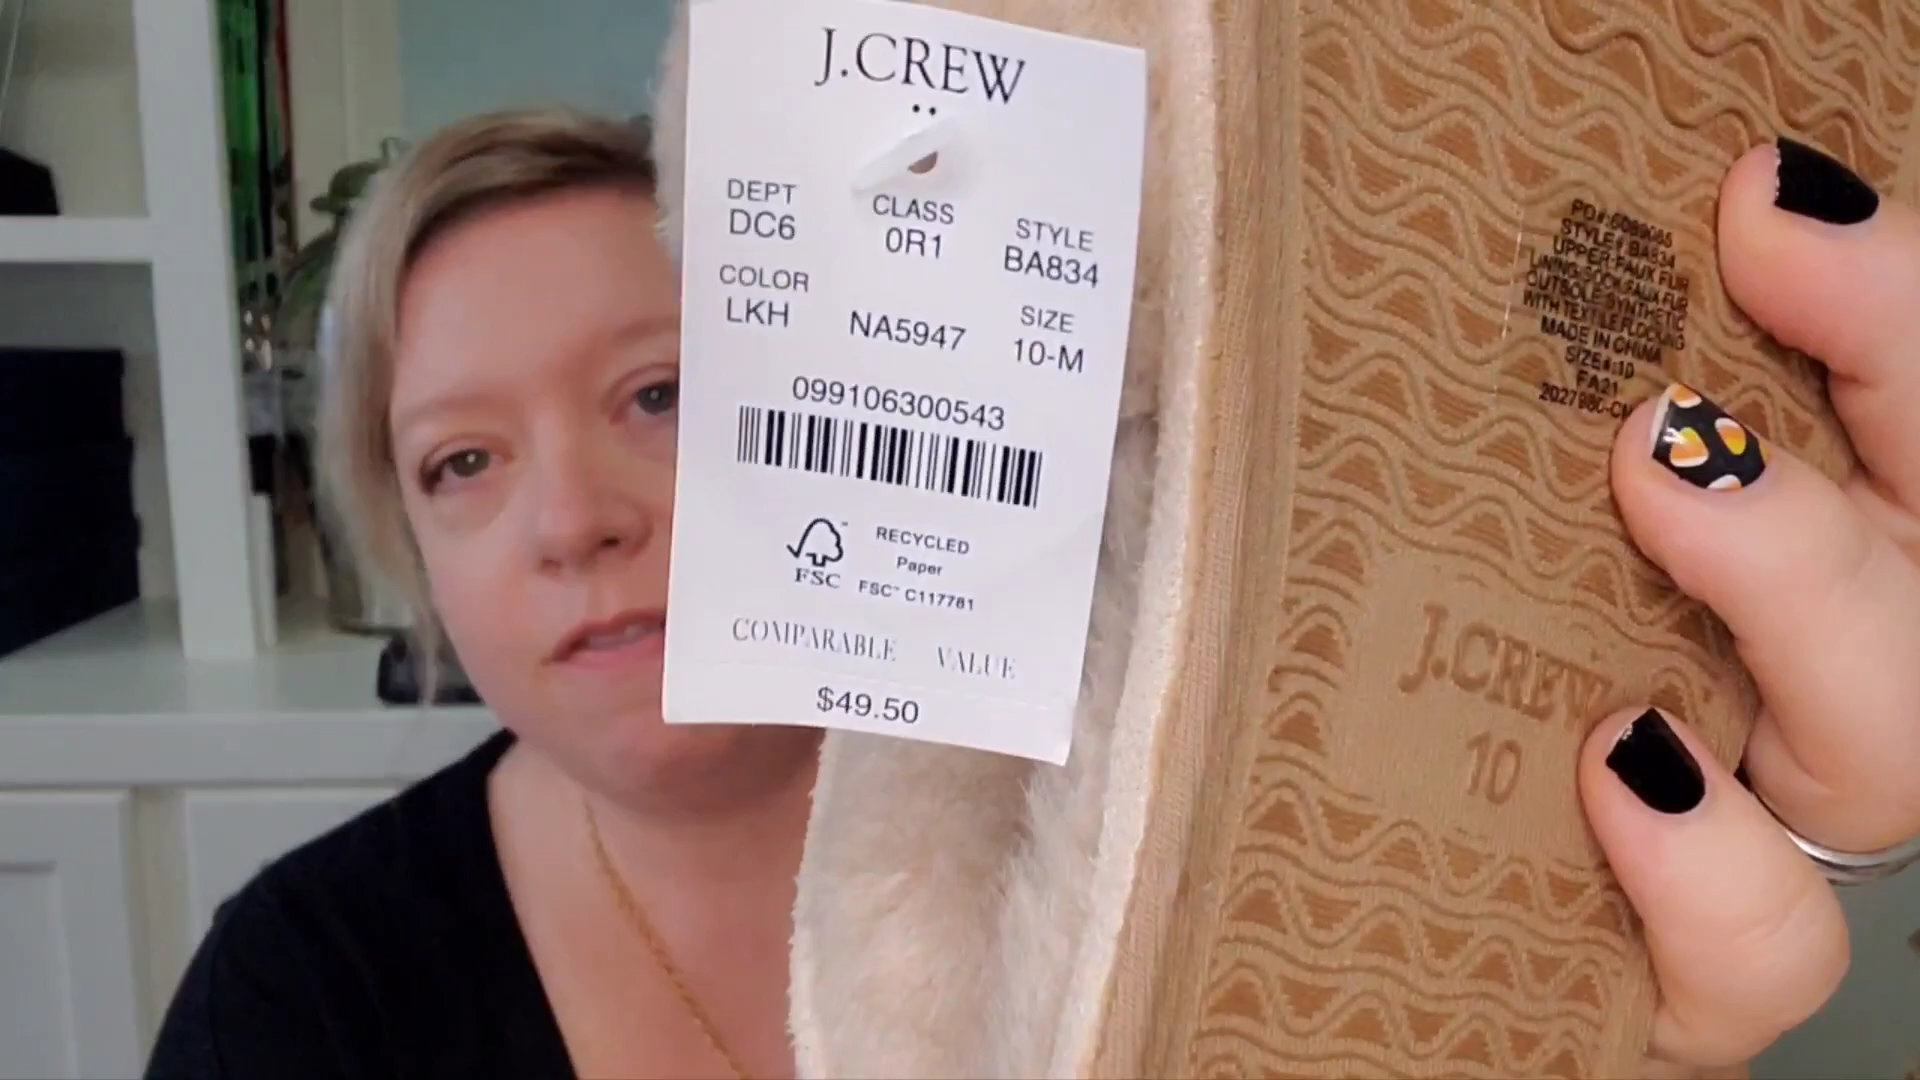 J.CREW
DEPT CLASS STYLE
DC6 0R1 BA834
COLOR SIZE
LKH NA5947 10-M
099106300543
FSC
RECYCLED
Paper
FSC™ C117781
COMPARABLE VALUE
$49.50
STYLE# BA834
UPPER:FAUX FUR
LINING/SOCK:FAUX FUR
OUTSOLE:SYNTHETIC
WITH TEXTILE FLOCKING
MADE IN CHINA
SIZE#:10
FA21
J.CREW
10